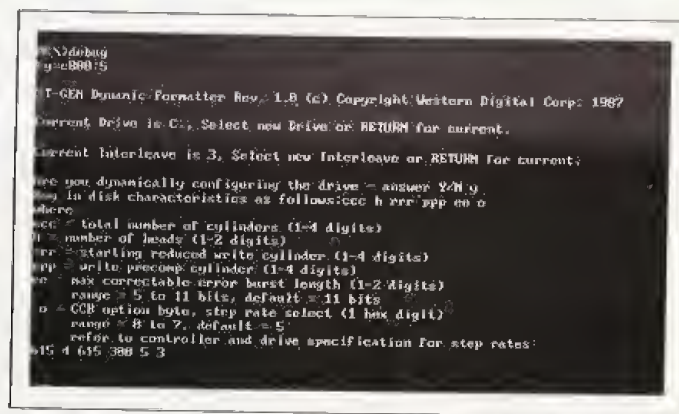 debug
g=c800:5
Dynamic Formatter Rev. 1.0 (c) Copyright Western Digital Corp. 1987
Current Drive is C:, Select new Drive or RETURN for current.
Current Interleave is 3, Select new Interleave or RETURN for current.
are you dynamically configuring the drive - answer Y/N y
in disk characteristics as follows:ccc h rrr ppp ee o
where
ccc = total number of cylinders (1-4 digits)
h = number of heads (1-2 digits)
rrr = starting reduced write cylinder (1-4 digits)
ppp = write precomp cylinder (1-4 digits)
ee = max correctable error burst length (1-2 digits)
range = 5 to 11 bits, default = 11 bits
o = CCB option byte, step rate select (1 hex digit)
range = 0 to 7, default = 5
refer to controller and drive specification for step rates:
615 4 615 300 5 3